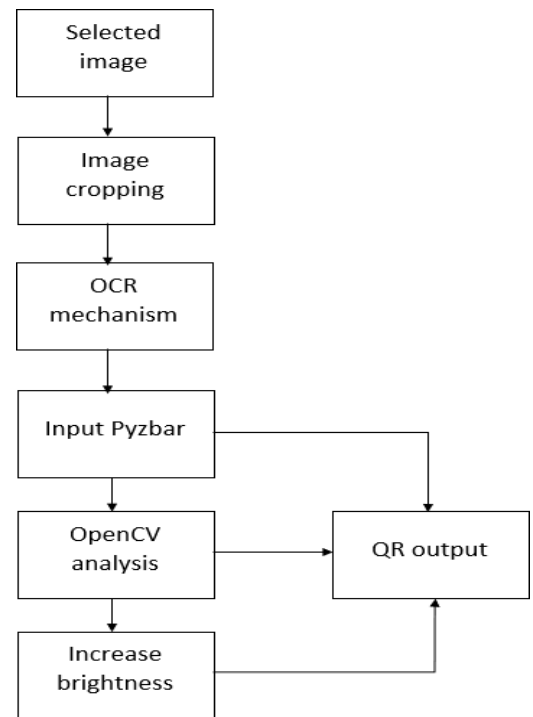 Selected
image
Image
cropping
OCR
mechanism
Input Pyzbar
OpenCV
analysis
QR output
Increase
brightness